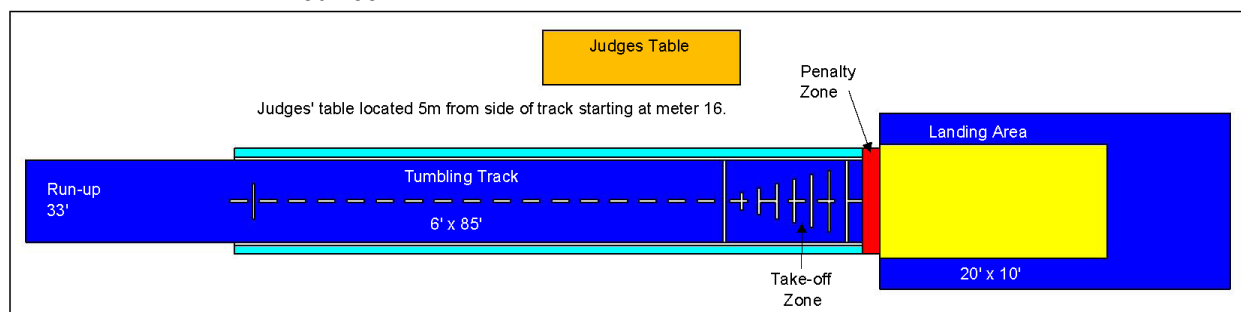 Judges Table
Penalty
Zone
Judges' table located 5m from side of track starting at meter 16.
Landing Area
Run-up
33'
Tumbling Track
6' x 85'
Take-off
Zone
20' x 10'